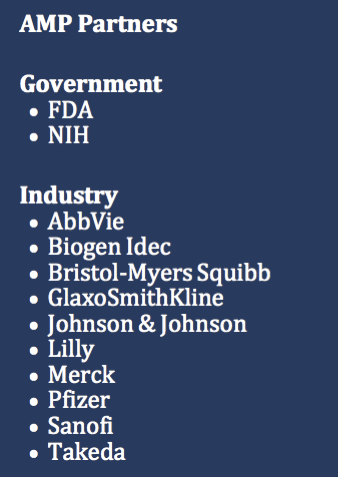 AMP Partners
Government
• FDA
• NIH
Industry
• AbbVie
• Biogen Idec
• Bristol-Myers Squibb
• GlaxoSmithKline
• Johnson & Johnson
• Lilly
• Merck
• Pfizer
• Sanofi
• Takeda